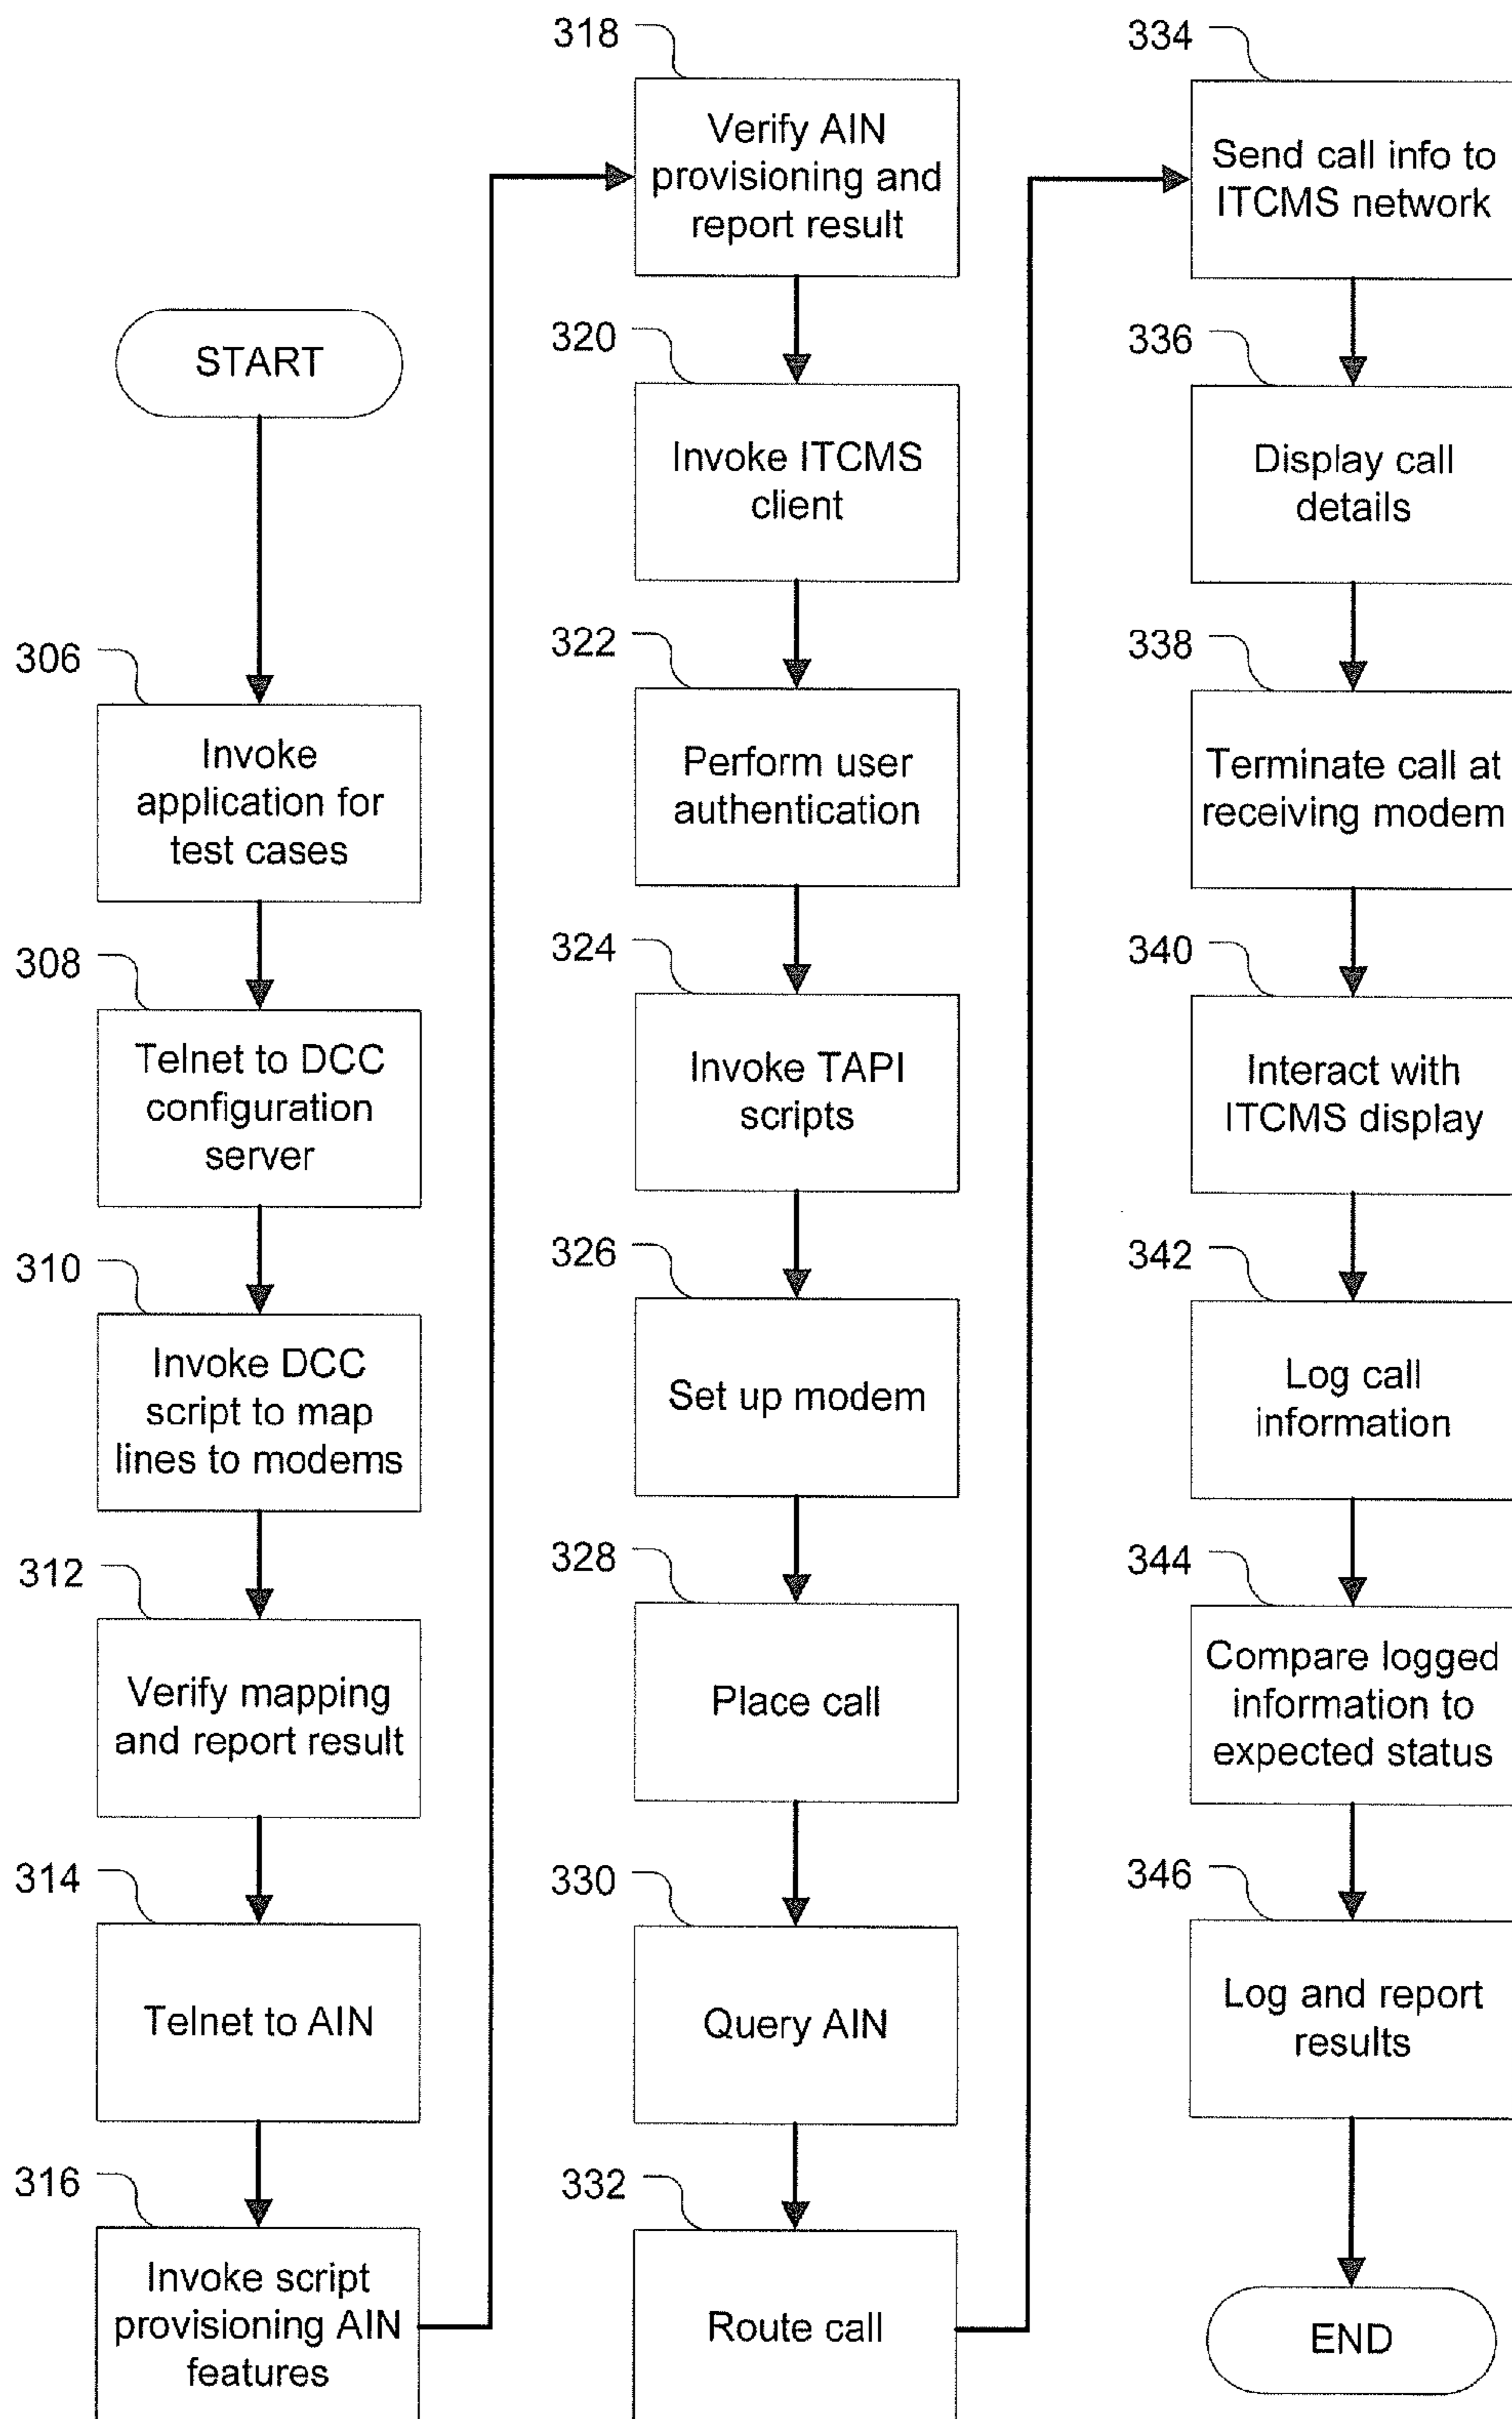 START
306
Invoke
application for
test cases
308
Telnet to DCC
configuration
server
310
Invoke DCC
script to map
lines to modems
312
Verify mapping
and report result
314
Telnet to AIN
316
Invoke script
provisioning AIN
features
318
Verify AIN
provisioning and
report result
320
Invoke ITCMS
client
322
Perform user
authentication
324
Invoke TAPI
scripts
326
Set up modem
328
Place call
330
Query AIN
332
Route call
334
Send call info to
ITCMS network
336
Display call
details
338
Terminate call at
receiving modem
340
Interact with
ITCMS display
342
Log call
information
344
Compare logged
information to
expected status
346
Log and report
results
END